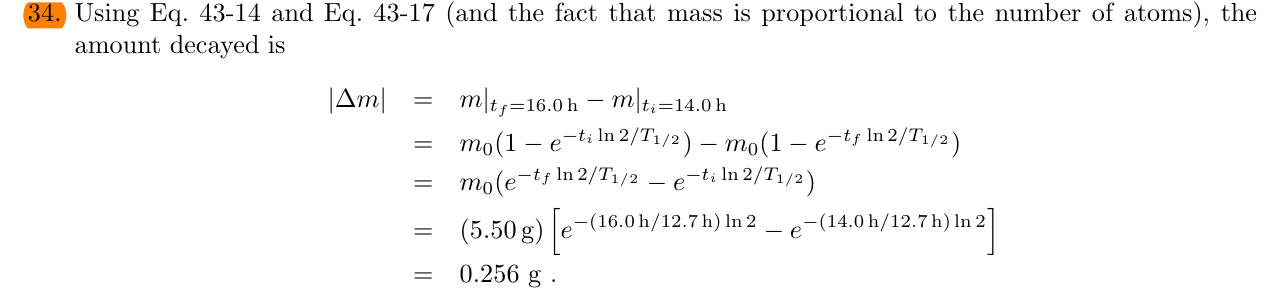 34. Using Eq. 43-14 and Eq. 43-17 (and the fact that mass is proportional to the number of atoms), the
amount decayed is
|Δm| = m|_{t_f=16.0 h} − m|_{t_i=14.0 h}
= m_0(1 − e^{−t_i ln 2/T_{1/2}}) − m_0(1 − e^{−t_f ln 2/T_{1/2}})
= m_0(e^{−t_f ln 2/T_{1/2}} − e^{−t_i ln 2/T_{1/2}})
= (5.50 g) [e^{−(16.0 h/12.7 h) ln 2} − e^{−(14.0 h/12.7 h) ln 2}]
= 0.256 g .